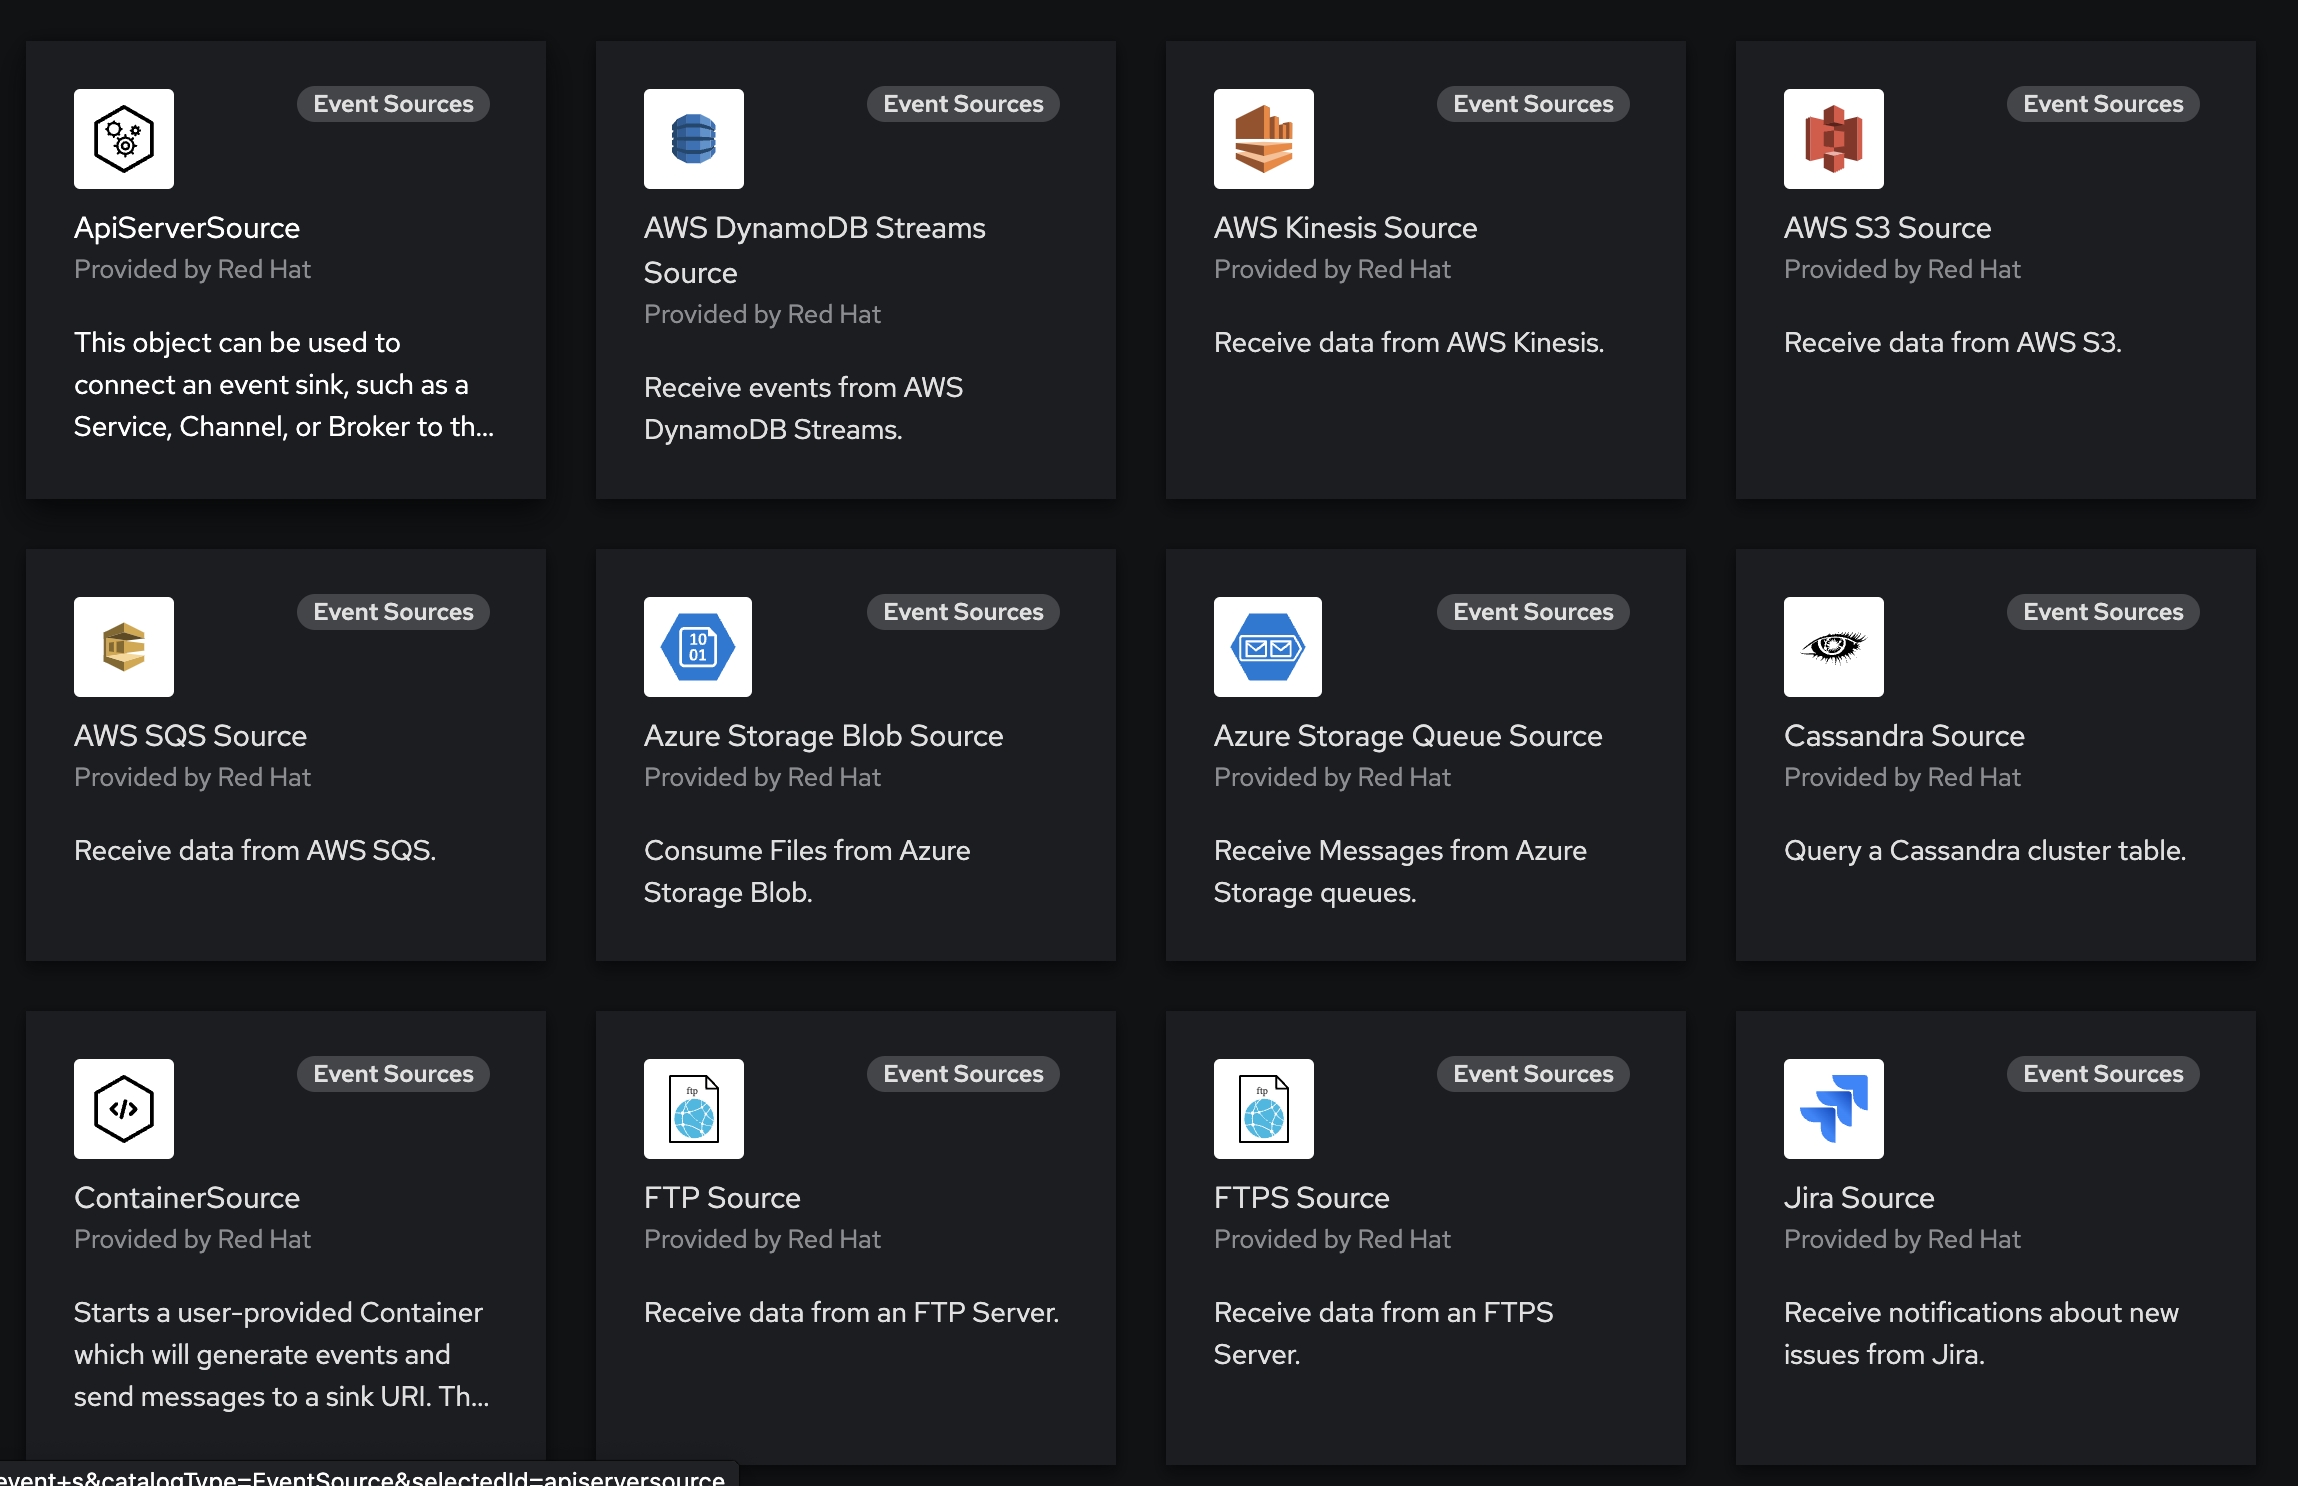 Event Sources
ApiServerSource
Provided by Red Hat
This object can be used to
connect an event sink, such as a
Service, Channel, or Broker to th...
Event Sources
AWS DynamoDB Streams
Source
Provided by Red Hat
Receive events from AWS
DynamoDB Streams.
Event Sources
AWS Kinesis Source
Provided by Red Hat
Receive data from AWS Kinesis.
Event Sources
AWS S3 Source
Provided by Red Hat
Receive data from AWS S3.
Event Sources
AWS SQS Source
Provided by Red Hat
Receive data from AWS SQS.
10
01
Event Sources
Azure Storage Blob Source
Provided by Red Hat
Consume Files from Azure
Storage Blob.
Event Sources
Azure Storage Queue Source
Provided by Red Hat
Receive Messages from Azure
Storage queues.
Event Sources
Cassandra Source
Provided by Red Hat
Query a Cassandra cluster table.
</>
Event Sources
ContainerSource
Provided by Red Hat
Starts a user-provided Container
which will generate events and
send messages to a sink URI. Th...
ftp
Event Sources
FTP Source
Provided by Red Hat
Receive data from an FTP Server.
ftp
Event Sources
FTPS Source
Provided by Red Hat
Receive data from an FTPS
Server.
Event Sources
Jira Source
Provided by Red Hat
Receive notifications about new
issues from Jira.
event+s&catalogType=EventSource&selectedId=apiserversource